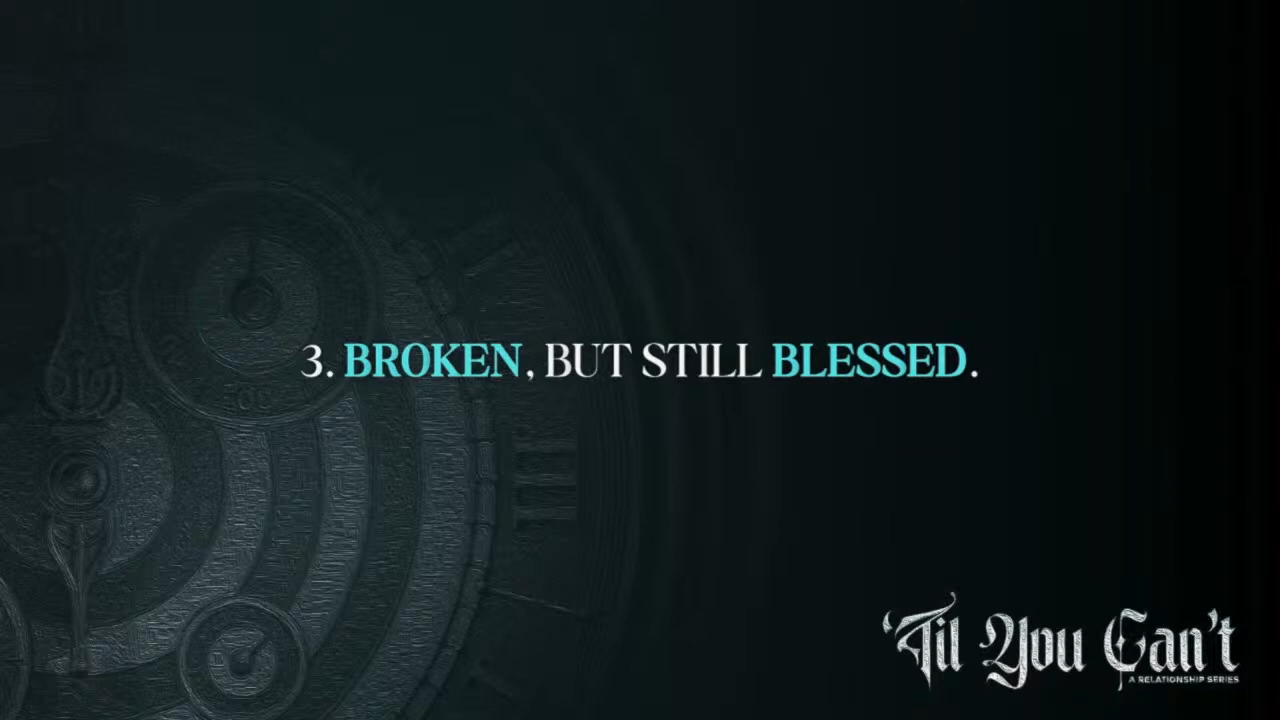 3. BROKEN, BUT STILL BLESSED.
'Til You Can't
A RELATIONSHIP SERIES